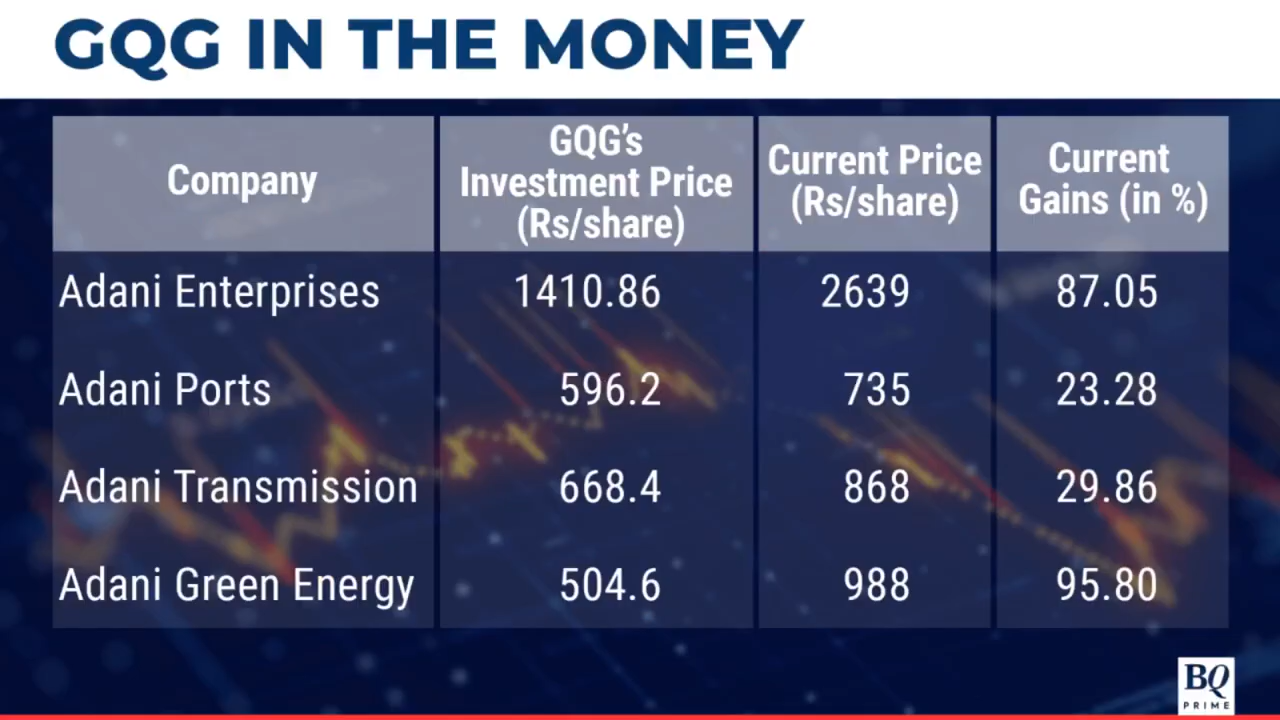 GQG IN THE MONEY
Company
GQG’s
Investment Price
(Rs/share)
Current Price
(Rs/share)
Current
Gains (in %)
Adani Enterprises 1410.86 2639 87.05
Adani Ports 596.2 735 23.28
Adani Transmission 668.4 868 29.86
Adani Green Energy 504.6 988 95.80
BQ
PRIME